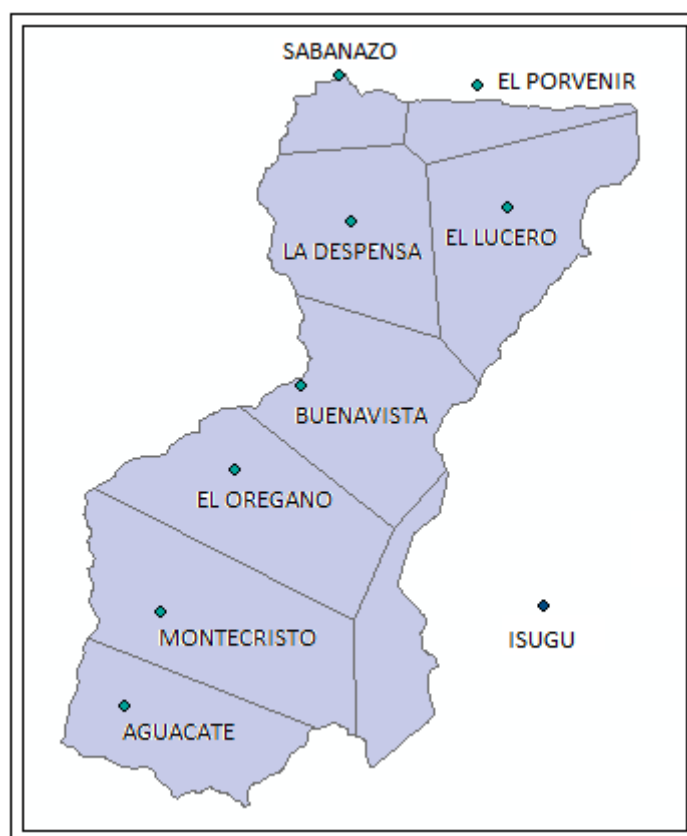 SABANAZO
EL PORVENIR
EL LUCERO
LA DESPENSA
BUENAVISTA
EL OREGANO
MONTECRISTO
ISUGU
AGUACATE